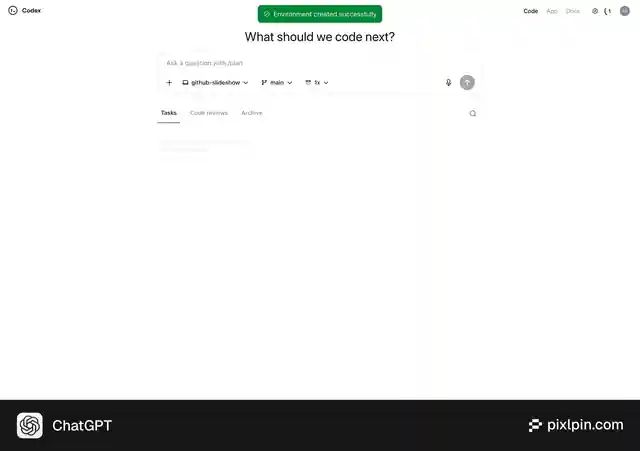 Codex
Environment created successfully
Code App Docs
What should we code next?
Ask a question with /plan
github-slideshow main 1x
Tasks Code reviews Archive
ChatGPT
pixlpin.com